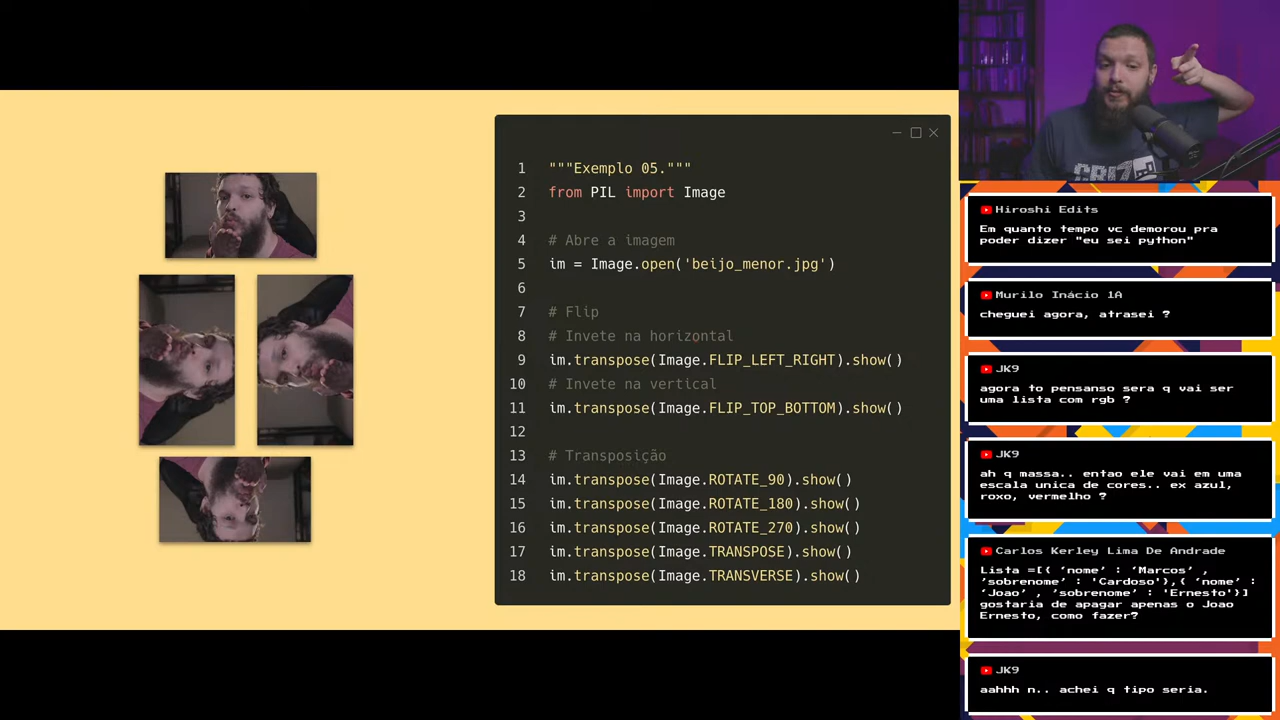 1 """Exemplo 05."""
2 from PIL import Image
3
4 # Abre a imagem
5 im = Image.open('beijo_menor.jpg')
6
7 # Flip
8 # Invete na horizontal
9 im.transpose(Image.FLIP_LEFT_RIGHT).show()
10 # Invete na vertical
11 im.transpose(Image.FLIP_TOP_BOTTOM).show()
12
13 # Transposição
14 im.transpose(Image.ROTATE_90).show()
15 im.transpose(Image.ROTATE_180).show()
16 im.transpose(Image.ROTATE_270).show()
17 im.transpose(Image.TRANSPOSE).show()
18 im.transpose(Image.TRANSVERSE).show()
Hiroshi Edits
Em quanto tempo vc demorou pra
poder dizer "eu sei python"
Murilo Inácio 1A
cheguei agora, atrasei ?
JK9
agora to pensanso sera q vai ser
uma lista com rgb ?
JK9
ah q massa.. entao ele vai em uma
escala unica de cores.. ex azul,
roxo, vermelho ?
Carlos Kerley Lima De Andrade
Lista =[{ ‘nome’ : ‘Marcos’ ,
’sobrenome’ : 'Cardoso'},{ ‘nome’ :
‘Joao’ , ’sobrenome’ : 'Ernesto'}]
gostaria de apagar apenas o Joao
Ernesto, como fazer?
JK9
aahhh n.. achei q tipo seria.